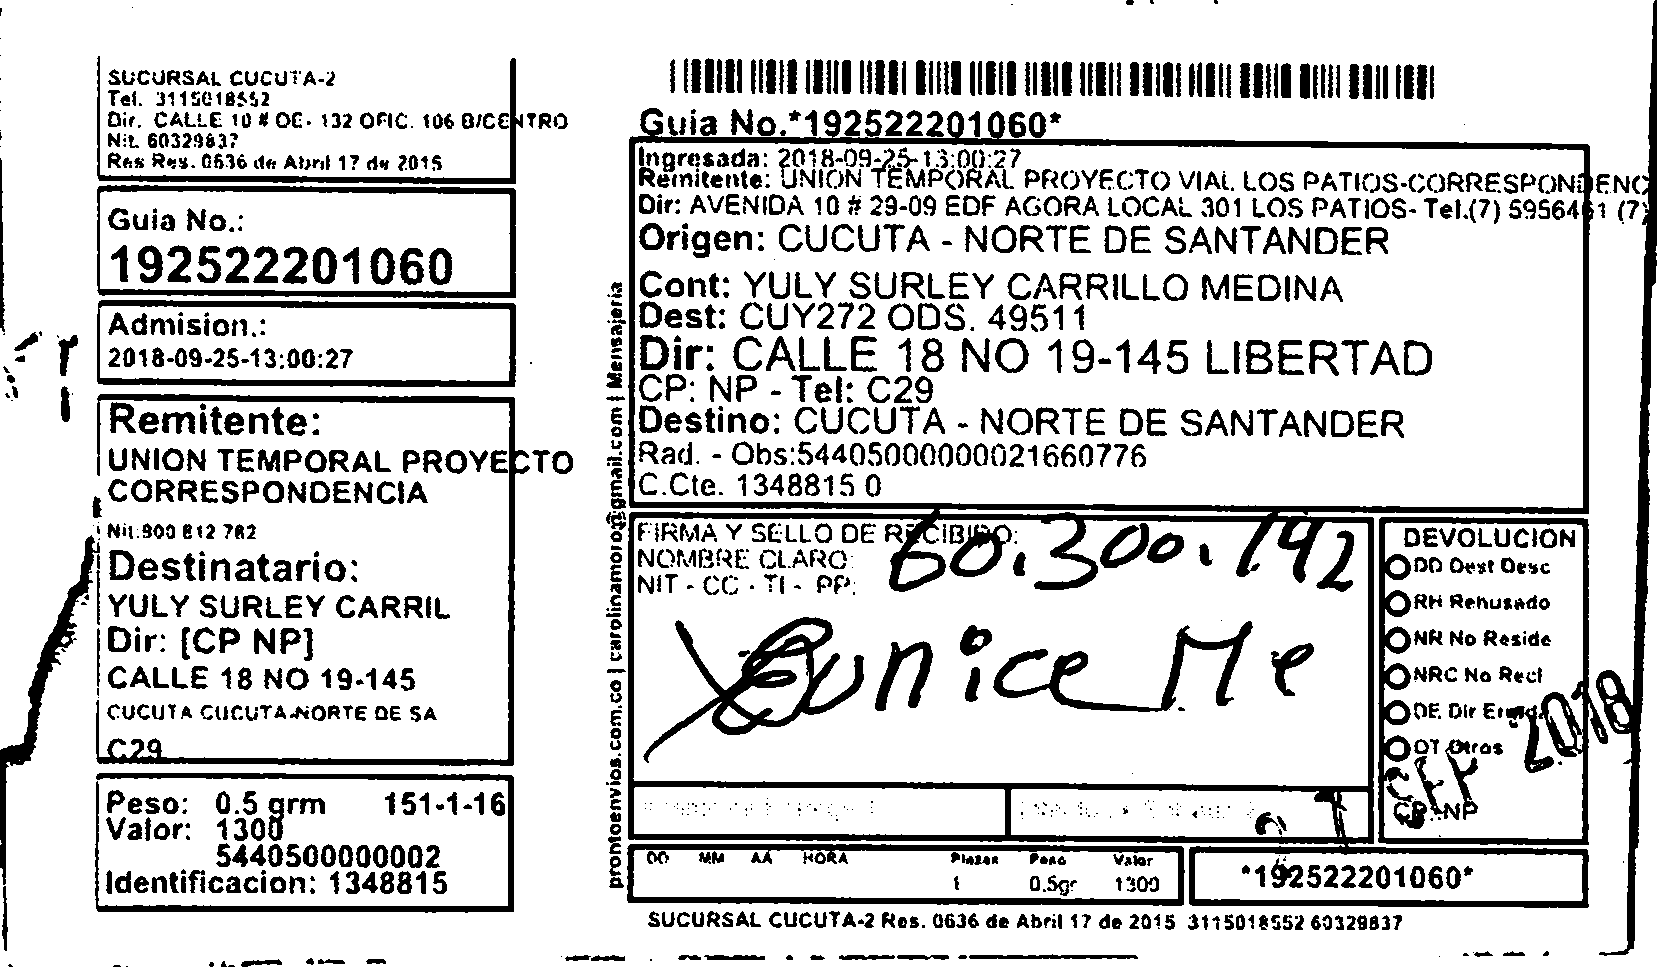 SUCURSAL CUCUTA-2
Tel. 3115018552
Dir. CALLE 10 # OE- 132 OFIC. 106 B/CENTRO
Nit. 60329837
Res Res. 0636 de Abril 17 de 2015
Guia No.:
192522201060
Admision.:
2018-09-25-13:00:27
Remitente:
UNION TEMPORAL PROYECTO
CORRESPONDENCIA
Nit:900 812 782
Destinatario:
YULY SURLEY CARRIL
Dir: [CP NP]
CALLE 18 NO 19-145
CUCUTA CUCUTA-NORTE DE SA
C29
Peso: 0.5 grm 151-1-16
Valor: 1300
5440500000002
Identificacion: 1348815
prontoenvios.com.co | carolinamoro@gmail.com | Mensajeria
Guia No.*192522201060*
Ingresada: 2018-09-25-13:00:27
Remitente: UNION TEMPORAL PROYECTO VIAL LOS PATIOS-CORRESPONDENC
Dir: AVENIDA 10 # 29-09 EDF AGORA LOCAL 301 LOS PATIOS- Tel.(7) 5956461 (7)
Origen: CUCUTA - NORTE DE SANTANDER
Cont: YULY SURLEY CARRILLO MEDINA
Dest: CUY272 ODS. 49511
Dir: CALLE 18 NO 19-145 LIBERTAD
CP: NP - Tel: C29
Destino: CUCUTA - NORTE DE SANTANDER
Rad. - Obs:54405000000021660776
C.Cte. 1348815 0
FIRMA Y SELLO DE RECIBIDO:
NOMBRE CLARO:
NIT - CC - TI - PP:
60.300.142
Eunice Me
DEVOLUCION
DD Dest Desc
RH Rehusado
NR No Reside
NRC No Recl
DE Dir Errad.
OT Otros
2018
CP: NP
DD MM AA HORA Piezas Peso Valor
1 0.5gr 1300
*192522201060*
SUCURSAL CUCUTA-2 Res. 0636 de Abril 17 de 2015 3115018552 60329837